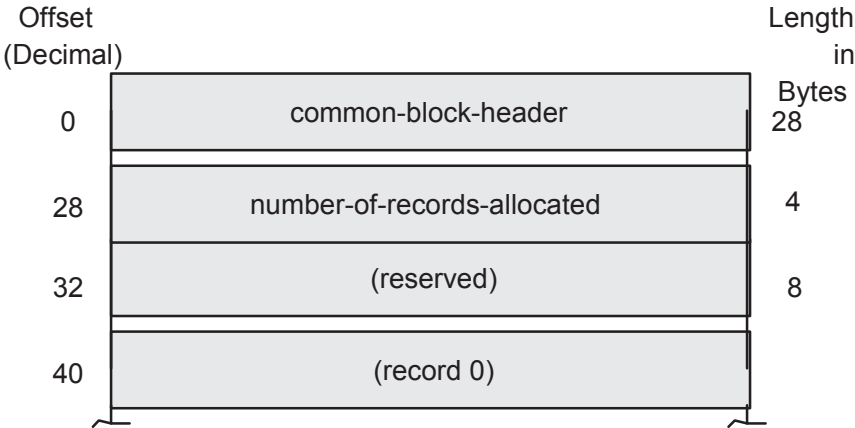 Offset
(Decimal)
Length
in
Bytes
0
common-block-header
28
28
number-of-records-allocated
4
32
(reserved)
8
40
(record 0)